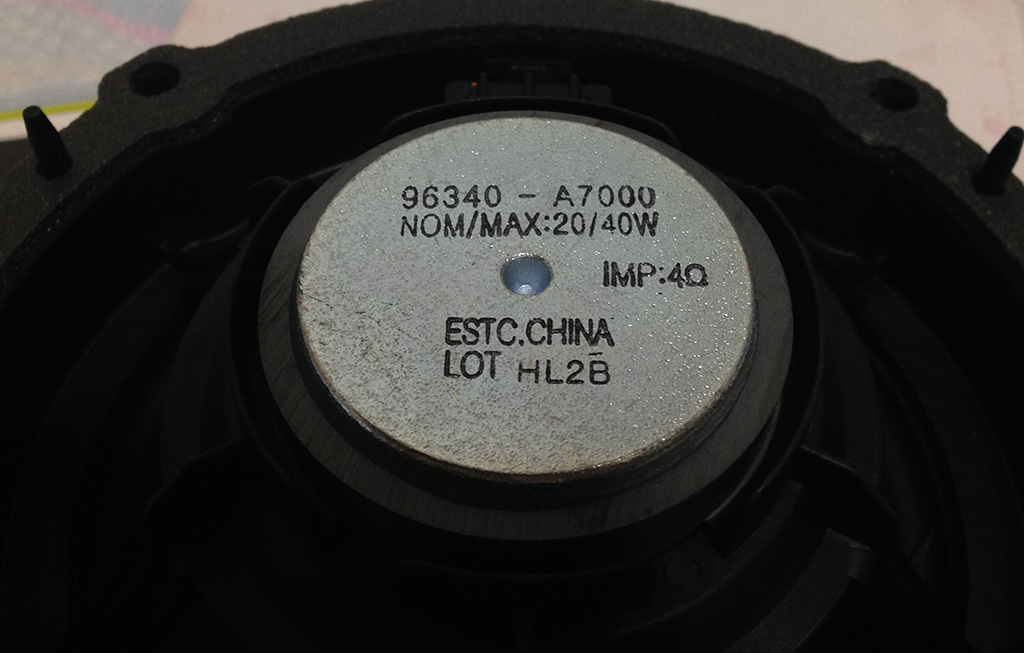 96340 - A7000
NOM/MAX:20/40W
IMP:4Ω
ESTC.CHINA
LOT HL2B